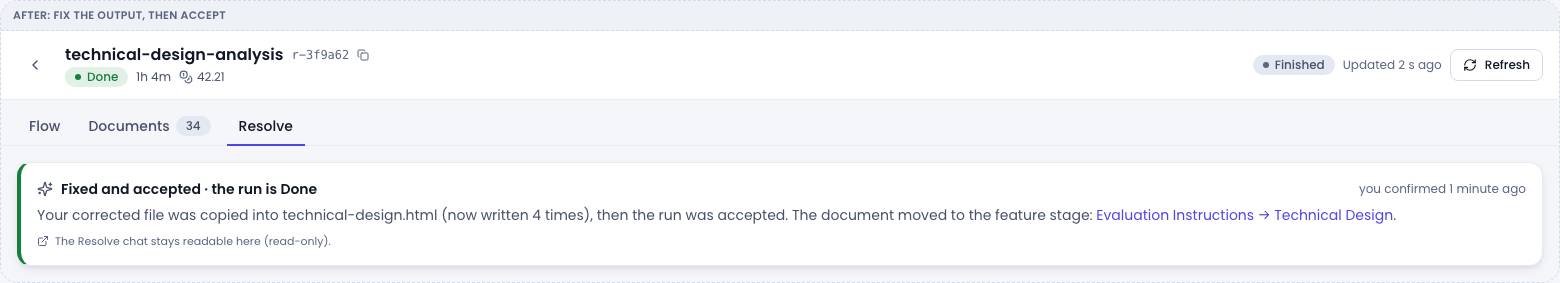 AFTER: FIX THE OUTPUT, THEN ACCEPT
technical-design-analysis r-3f9a62
Done 1h 4m 42.21
Finished Updated 2 s ago Refresh
Flow Documents 34 Resolve
Fixed and accepted · the run is Done you confirmed 1 minute ago
Your corrected file was copied into technical-design.html (now written 4 times), then the run was accepted. The document moved to the feature stage: Evaluation Instructions → Technical Design.
The Resolve chat stays readable here (read-only).